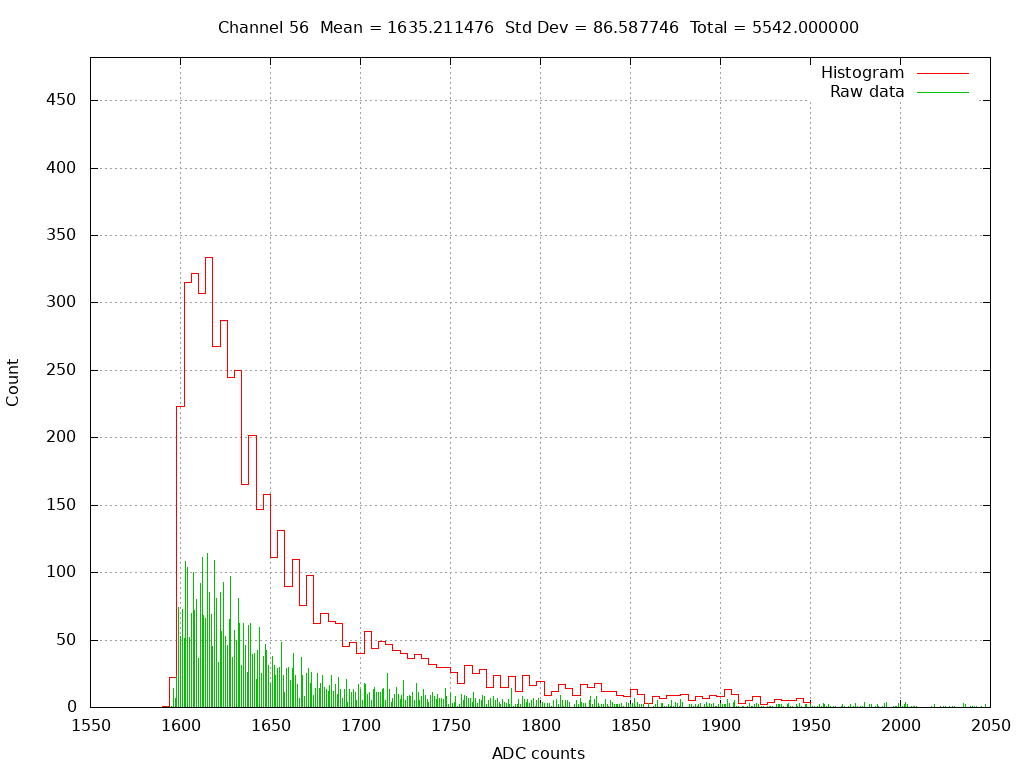 Channel 56  Mean = 1635.211476  Std Dev = 86.587746  Total = 5542.000000
Histogram
Raw data
450
400
350
300
250
200
150
100
50
0
Count
1550 1600 1650 1700 1750 1800 1850 1900 1950 2000 2050
ADC counts